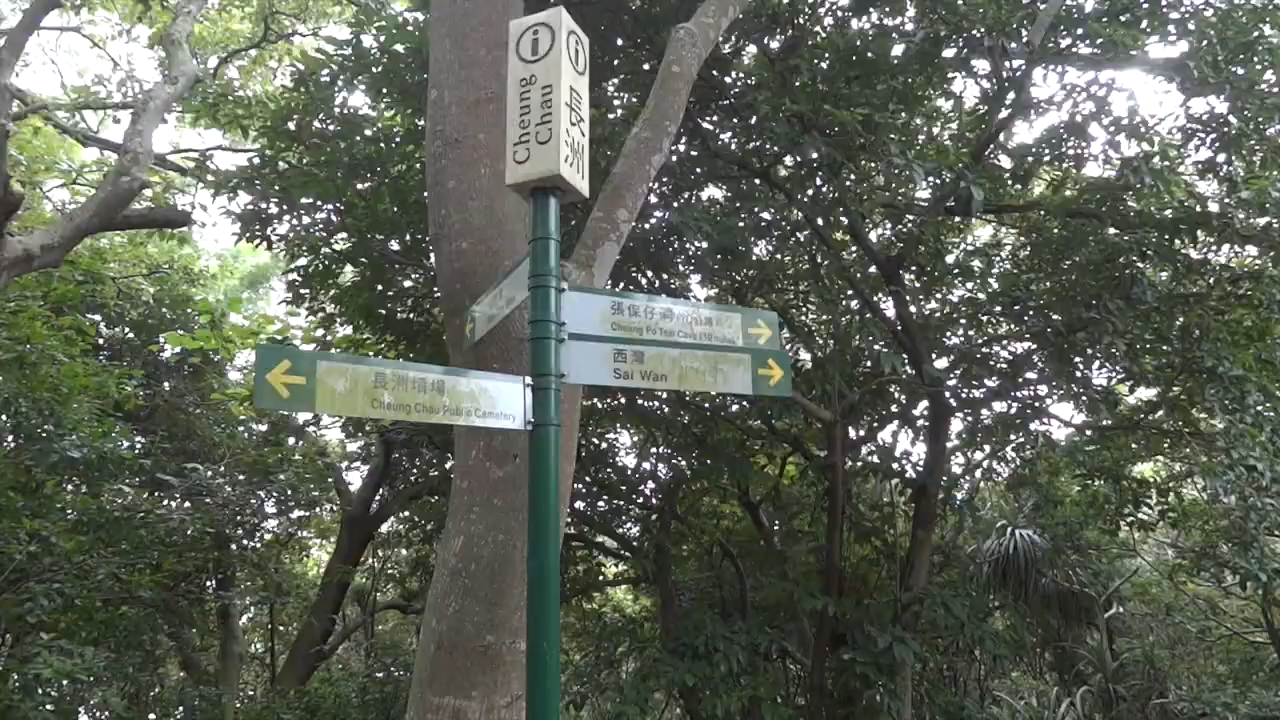 Cheung
Chau
長洲
張保仔洞
Cheung Po Tsai Cave
西灣
Sai Wan
長洲墳場
Cheung Chau Public Cemetery